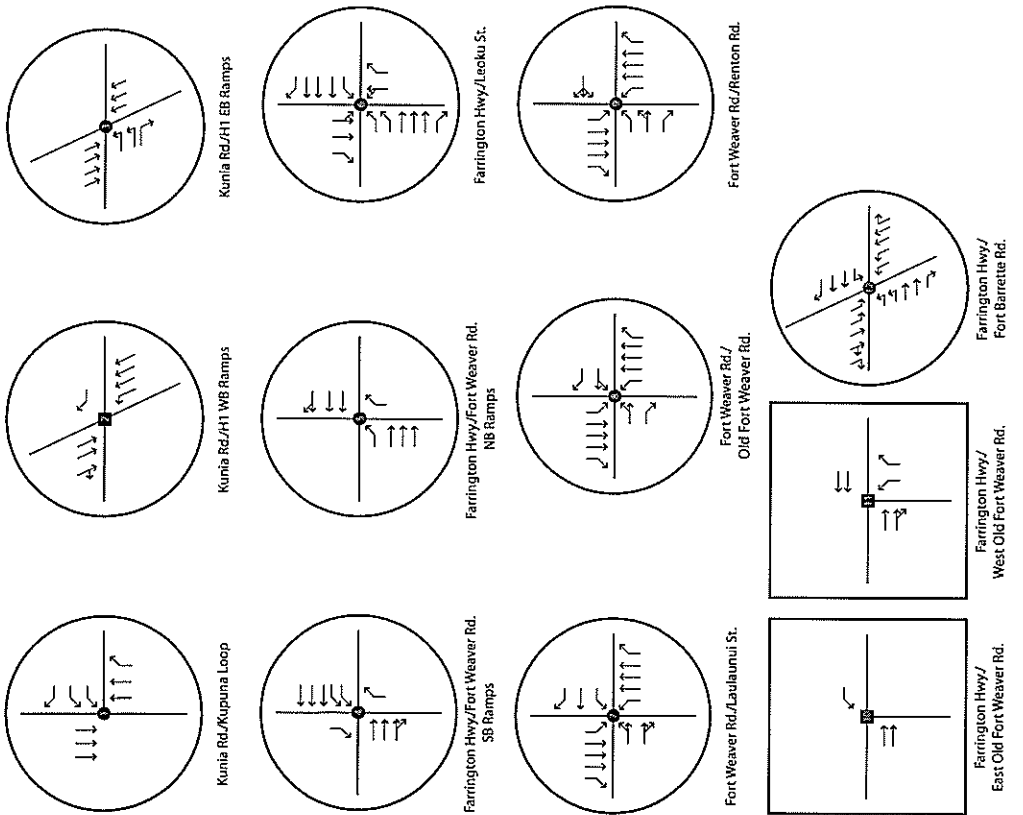 Kunia Rd./Kupuna Loop
2
Kunia Rd./H1 WB Ramps
Kunia Rd./H1 EB Ramps
Farrington Hwy./Fort Weaver Rd.
SB Ramps
Farrington Hwy./Fort Weaver Rd.
NB Ramps
Farrington Hwy./Leoku St.
Fort Weaver Rd./Laulaunui St.
Fort Weaver Rd./
Old Fort Weaver Rd.
Fort Weaver Rd./Renton Rd.
Farrington Hwy./
East Old Fort Weaver Rd.
Farrington Hwy./
West Old Fort Weaver Rd.
Farrington Hwy./
Fort Barrette Rd.